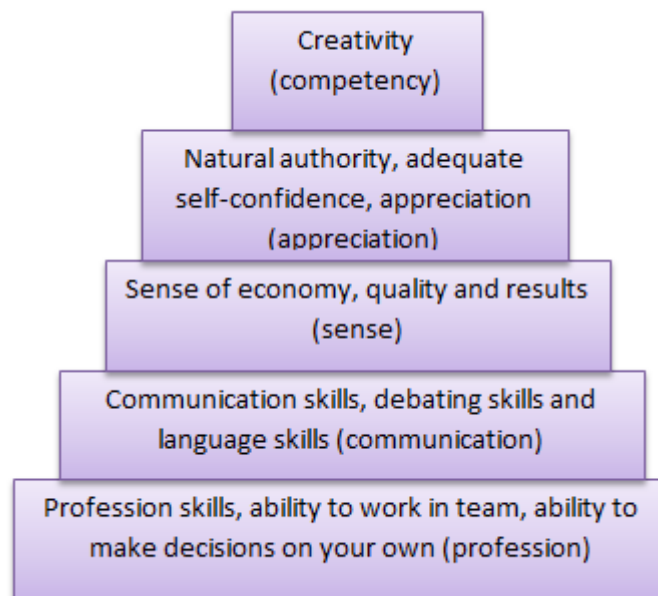 Creativity
(competency)
Natural authority, adequate
self-confidence, appreciation
(appreciation)
Sense of economy, quality and results
(sense)
Communication skills, debating skills and
language skills (communication)
Profession skills, ability to work in team, ability to
make decisions on your own (profession)